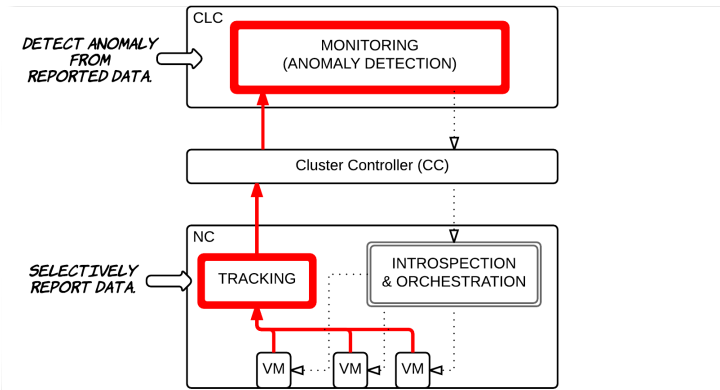 CLC
DETECT ANOMALY
FROM
REPORTED DATA.
MONITORING
(ANOMALY DETECTION)
Cluster Controller (CC)
NC
SELECTIVELY
REPORT DATA.
TRACKING
INTROSPECTION
& ORCHESTRATION
VM
VM
VM